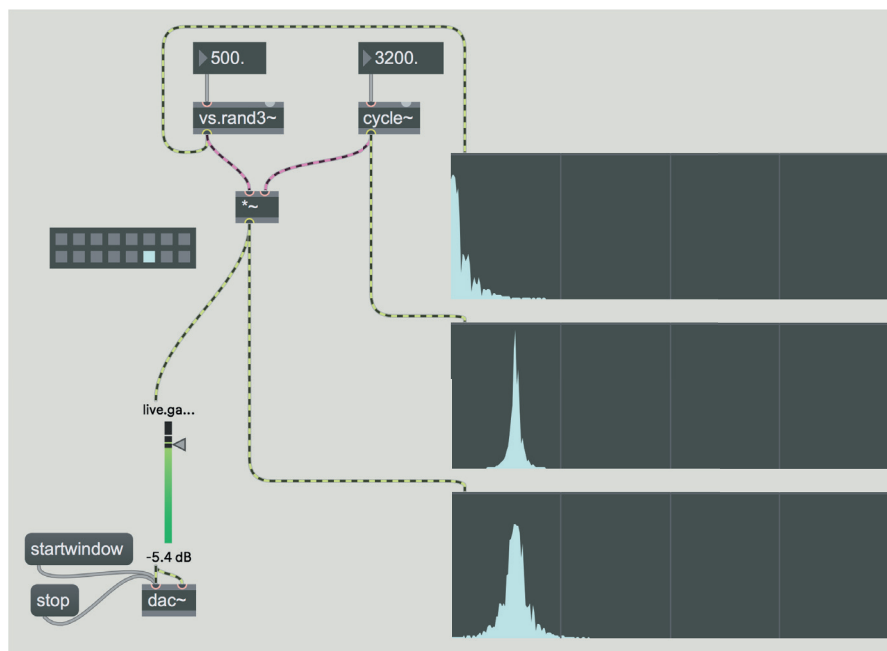 500.
3200.
vs.rand3~
cycle~
*~
live.ga...
-5.4 dB
startwindow
stop
dac~